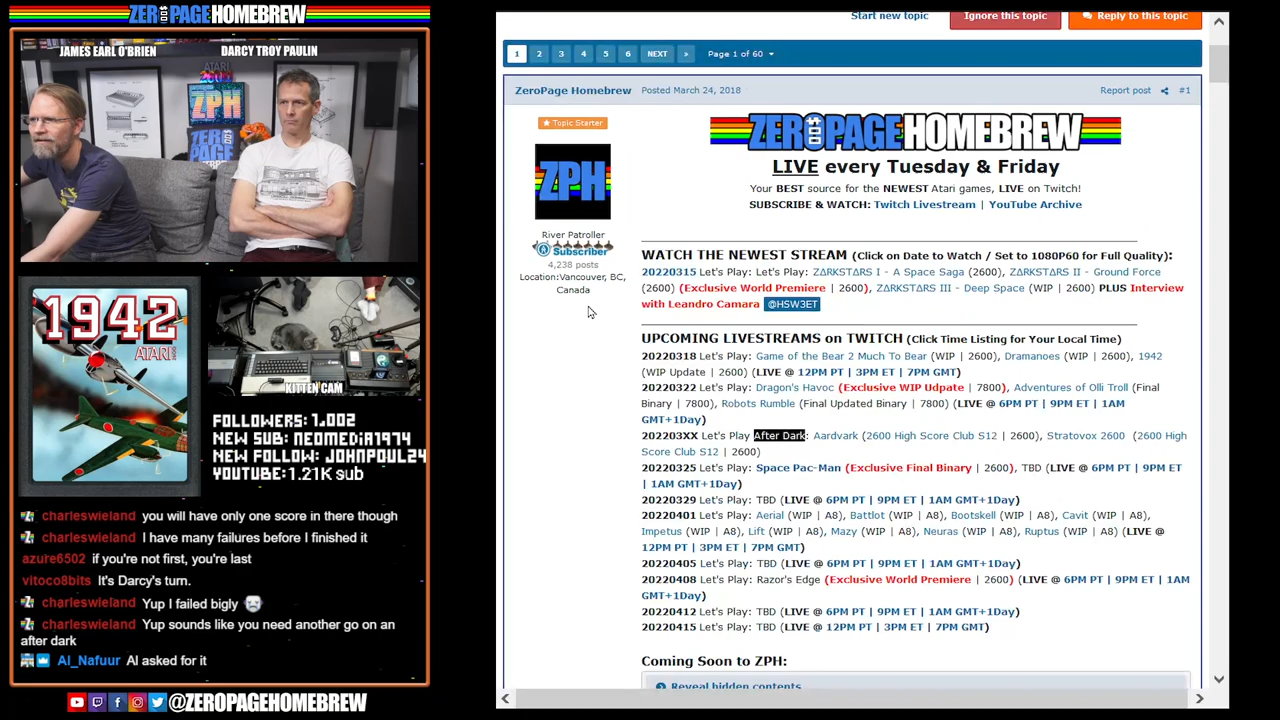 ZEROPAGEHOMEBREW
JAMES EARL O'BRIEN
DARCY TROY PAULIN
ATARI
ZPH
1942
ATARI 2600
KITTEN CAM
FOLLOWERS: 1,002
NEW SUB: NEOMEDIA1974
NEW FOLLOW: JOHNPOUL24
YOUTUBE: 1.21K sub
charleswieland you will have only one score in there though
charleswieland I have many failures before I finished it
azure6502 if you're not first, you're last
vitoco8bits It's Darcy's turn.
charleswieland Yup I failed bigly
charleswieland Yup sounds like you need another go on an
after dark
Al_Nafuur Al asked for it
@ZEROPAGEHOMEBREW
Start new topic
Ignore this topic
Reply to this topic
1 2 3 4 5 6 NEXT » Page 1 of 60
ZeroPage Homebrew Posted March 24, 2018 Report post #1
★ Topic Starter
ZPH
River Patroller
Subscriber
4,238 posts
Location:Vancouver, BC,
Canada
ZEROPAGEHOMEBREW
LIVE every Tuesday & Friday
Your BEST source for the NEWEST Atari games, LIVE on Twitch!
SUBSCRIBE & WATCH: Twitch Livestream | YouTube Archive
WATCH THE NEWEST STREAM (Click on Date to Watch / Set to 1080P60 for Full Quality):
20220315 Let's Play: Let's Play: ZΔRKSTΔRS I - A Space Saga (2600), ZΔRKSTΔRS II - Ground Force
(2600) (Exclusive World Premiere | 2600), ZΔRKSTΔRS III - Deep Space (WIP | 2600) PLUS Interview
with Leandro Camara @HSW3ET
UPCOMING LIVESTREAMS on TWITCH (Click Time Listing for Your Local Time)
20220318 Let's Play: Game of the Bear 2 Much To Bear (WIP | 2600), Dramanoes (WIP | 2600), 1942
(WIP Update | 2600) (LIVE @ 12PM PT | 3PM ET | 7PM GMT)
20220322 Let's Play: Dragon's Havoc (Exclusive WIP Udpate | 7800), Adventures of Olli Troll (Final
Binary | 7800), Robots Rumble (Final Updated Binary | 7800) (LIVE @ 6PM PT | 9PM ET | 1AM
GMT+1Day)
202203XX Let's Play After Dark: Aardvark (2600 High Score Club S12 | 2600), Stratovox 2600 (2600 High
Score Club S12 | 2600)
20220325 Let's Play: Space Pac-Man (Exclusive Final Binary | 2600), TBD (LIVE @ 6PM PT | 9PM ET
| 1AM GMT+1Day)
20220329 Let's Play: TBD (LIVE @ 6PM PT | 9PM ET | 1AM GMT+1Day)
20220401 Let's Play: Aerial (WIP | A8), Battlot (WIP | A8), Bootskell (WIP | A8), Cavit (WIP | A8),
Impetus (WIP | A8), Lift (WIP | A8), Mazy (WIP | A8), Neuras (WIP | A8), Ruptus (WIP | A8) (LIVE @
12PM PT | 3PM ET | 7PM GMT)
20220405 Let's Play: TBD (LIVE @ 6PM PT | 9PM ET | 1AM GMT+1Day)
20220408 Let's Play: Razor's Edge (Exclusive World Premiere | 2600) (LIVE @ 6PM PT | 9PM ET | 1AM
GMT+1Day)
20220412 Let's Play: TBD (LIVE @ 6PM PT | 9PM ET | 1AM GMT+1Day)
20220415 Let's Play: TBD (LIVE @ 12PM PT | 3PM ET | 7PM GMT)
Coming Soon to ZPH:
Reveal hidden contents